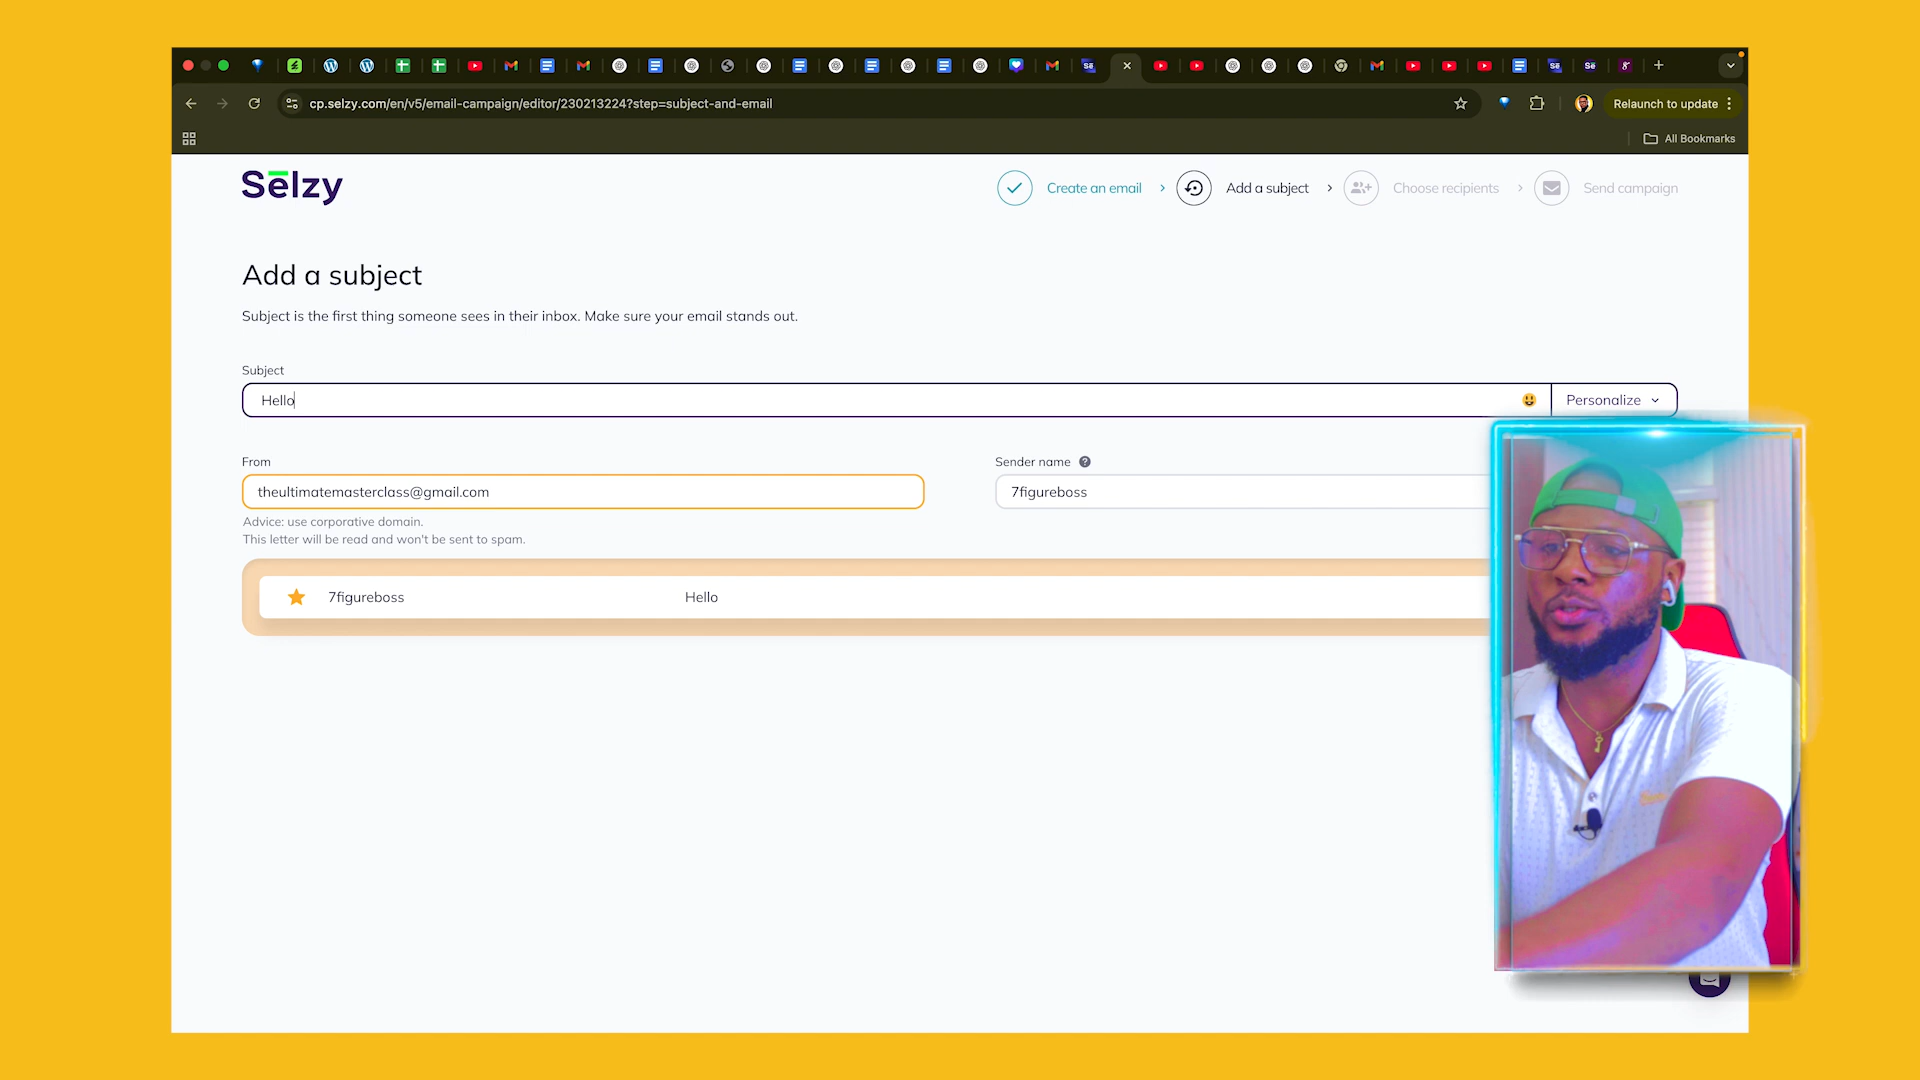 cp.selzy.com/en/v5/email-campaign/editor/230213224?step=subject-and-email
Relaunch to update
All Bookmarks
Selzy
Create an email
Add a subject
Choose recipients
Send campaign
Add a subject
Subject is the first thing someone sees in their inbox. Make sure your email stands out.
Subject
Hello
Personalize
From
Sender name
theultimatemasterclass@gmail.com
7figureboss
Advice: use corporative domain.
This letter will be read and won't be sent to spam.
7figureboss
Hello